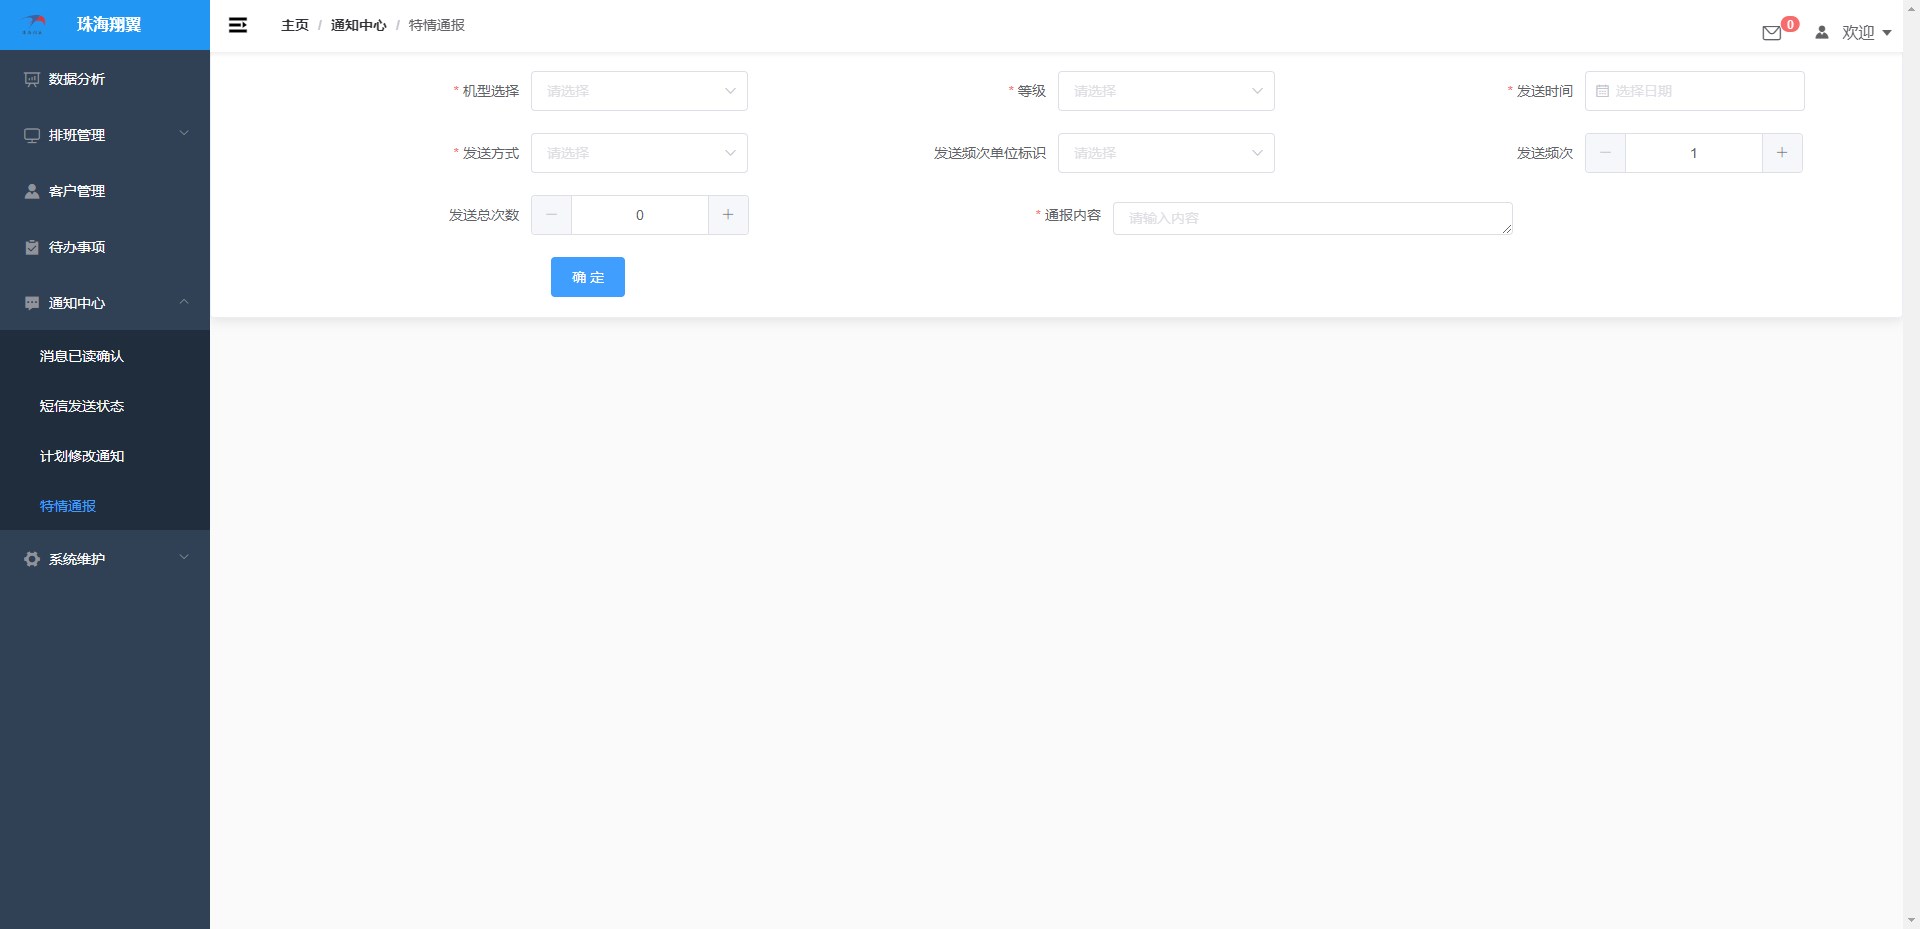 珠海翔翼
主页 / 通知中心 / 特情通报
0
欢迎
数据分析
排班管理
客户管理
待办事项
通知中心
消息已读确认
短信发送状态
计划修改通知
特情通报
系统维护
* 机型选择 请选择
* 等级 请选择
* 发送时间 选择日期
* 发送方式 请选择
发送频次单位标识 请选择
发送频次 － 1 +
发送总次数 － 0 +
* 通报内容 请输入内容
确 定